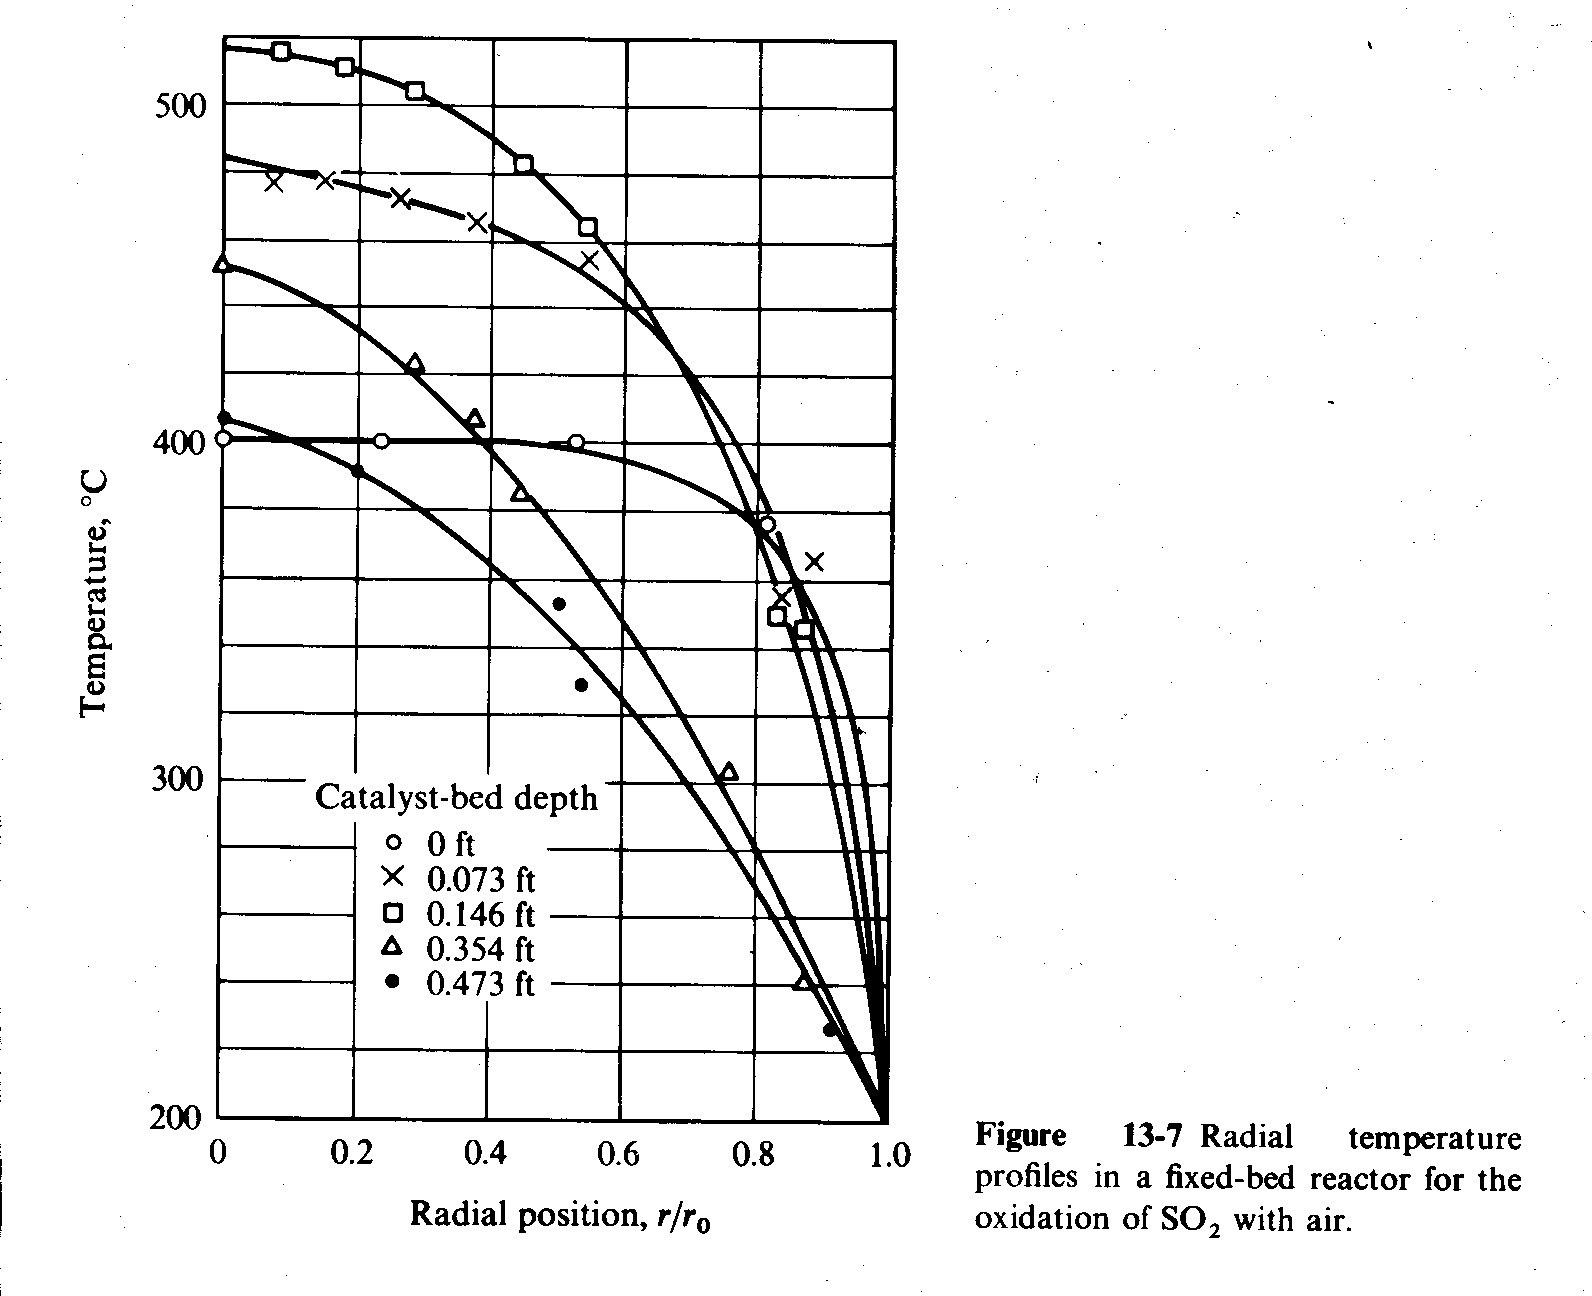 500
400
300
200
Temperature, °C
Catalyst-bed depth
○ 0 ft
× 0.073 ft
□ 0.146 ft
△ 0.354 ft
● 0.473 ft
0 0.2 0.4 0.6 0.8 1.0
Radial position, r/r₀
Figure 13-7 Radial temperature
profiles in a fixed-bed reactor for the
oxidation of SO₂ with air.